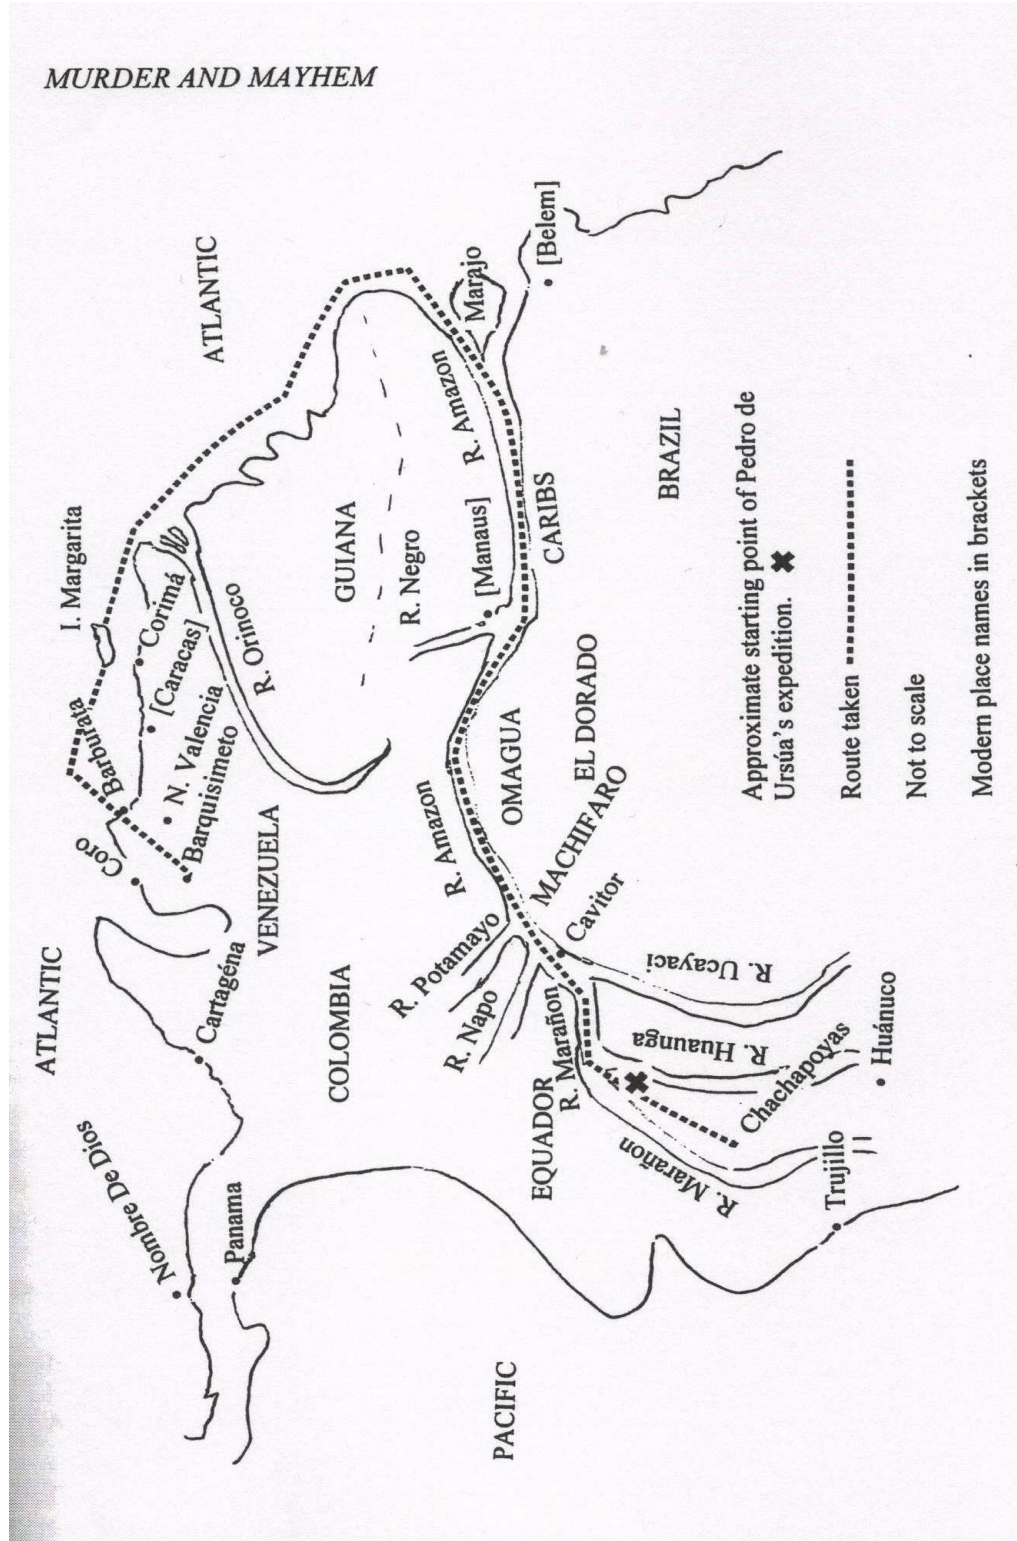 MURDER AND MAYHEM
ATLANTIC
ATLANTIC
I. Margarita
Nombre De Dios
Panama
Cartagéna
Coro
Barburata
Corimá
[Caracas]
N. Valencia
Barquisimeto
VENEZUELA
R. Orinoco
GUIANA
COLOMBIA
R. Negro
[Manaus]
R. Amazon
Marajo
[Belem]
CARIBS
R. Amazon
OMAGUA
EL DORADO
MACHIFARO
BRAZIL
R. Potamayo
R. Napo
Cavitor
R. Ucayaci
EQUADOR
R. Marañon
R. Huaunga
R. Marañon
Chachapoyas
Huánuco
Trujillo
PACIFIC
Approximate starting point of Pedro de
Ursúa's expedition.
Route taken
Not to scale
Modern place names in brackets